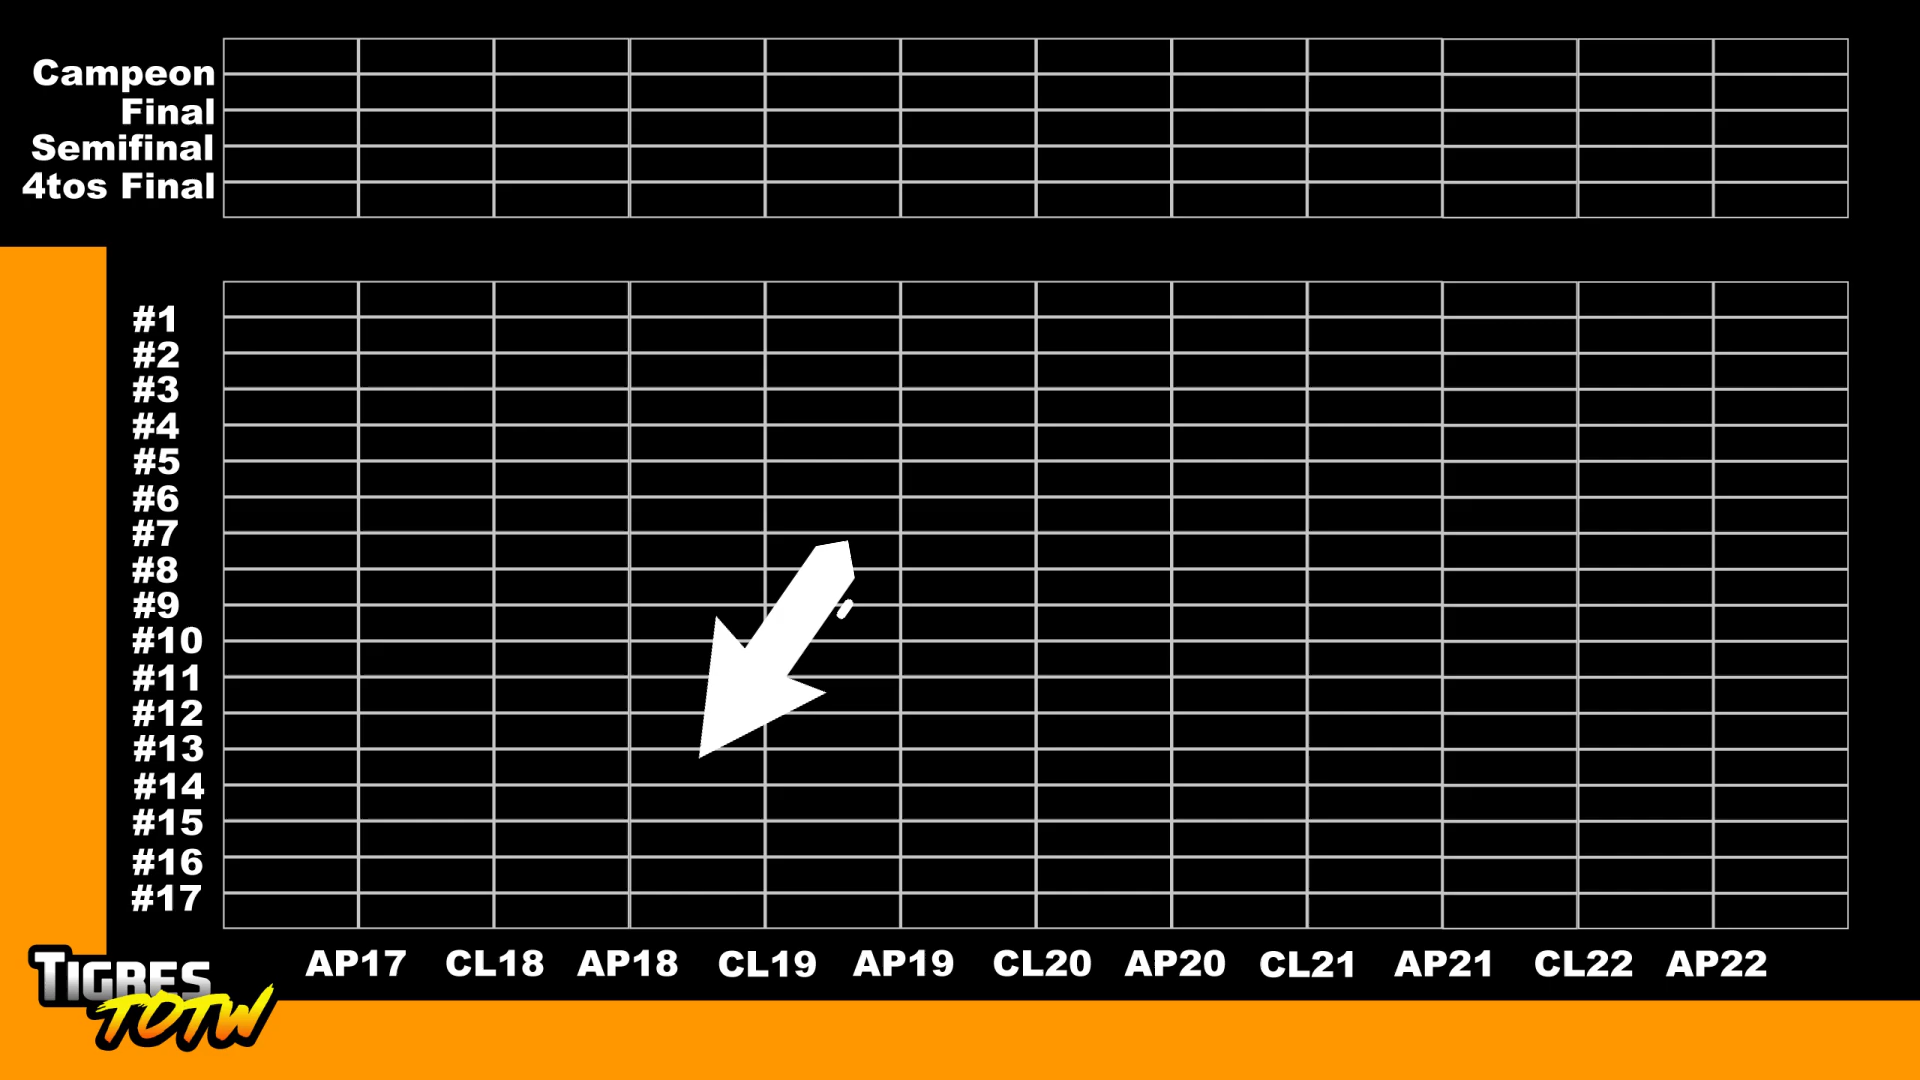 Campeon
Final
Semifinal
4tos Final
#1
#2
#3
#4
#5
#6
#7
#8
#9
#10
#11
#12
#13
#14
#15
#16
#17
AP17 CL18 AP18 CL19 AP19 CL20 AP20 CL21 AP21 CL22 AP22
TIGRES
TOTW